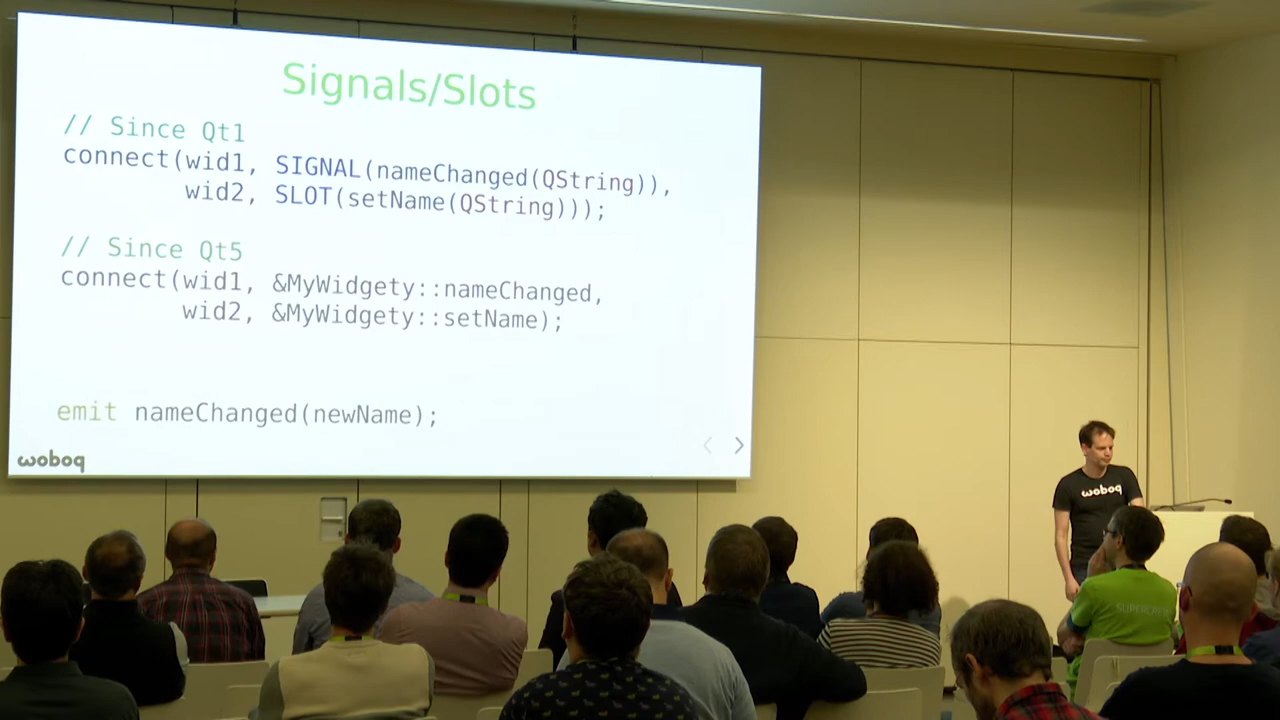 Signals/Slots
// Since Qt1
connect(wid1, SIGNAL(nameChanged(QString)),
wid2, SLOT(setName(QString)));
// Since Qt5
connect(wid1, &MyWidgety::nameChanged,
wid2, &MyWidgety::setName);
emit nameChanged(newName);
woboq
woboq